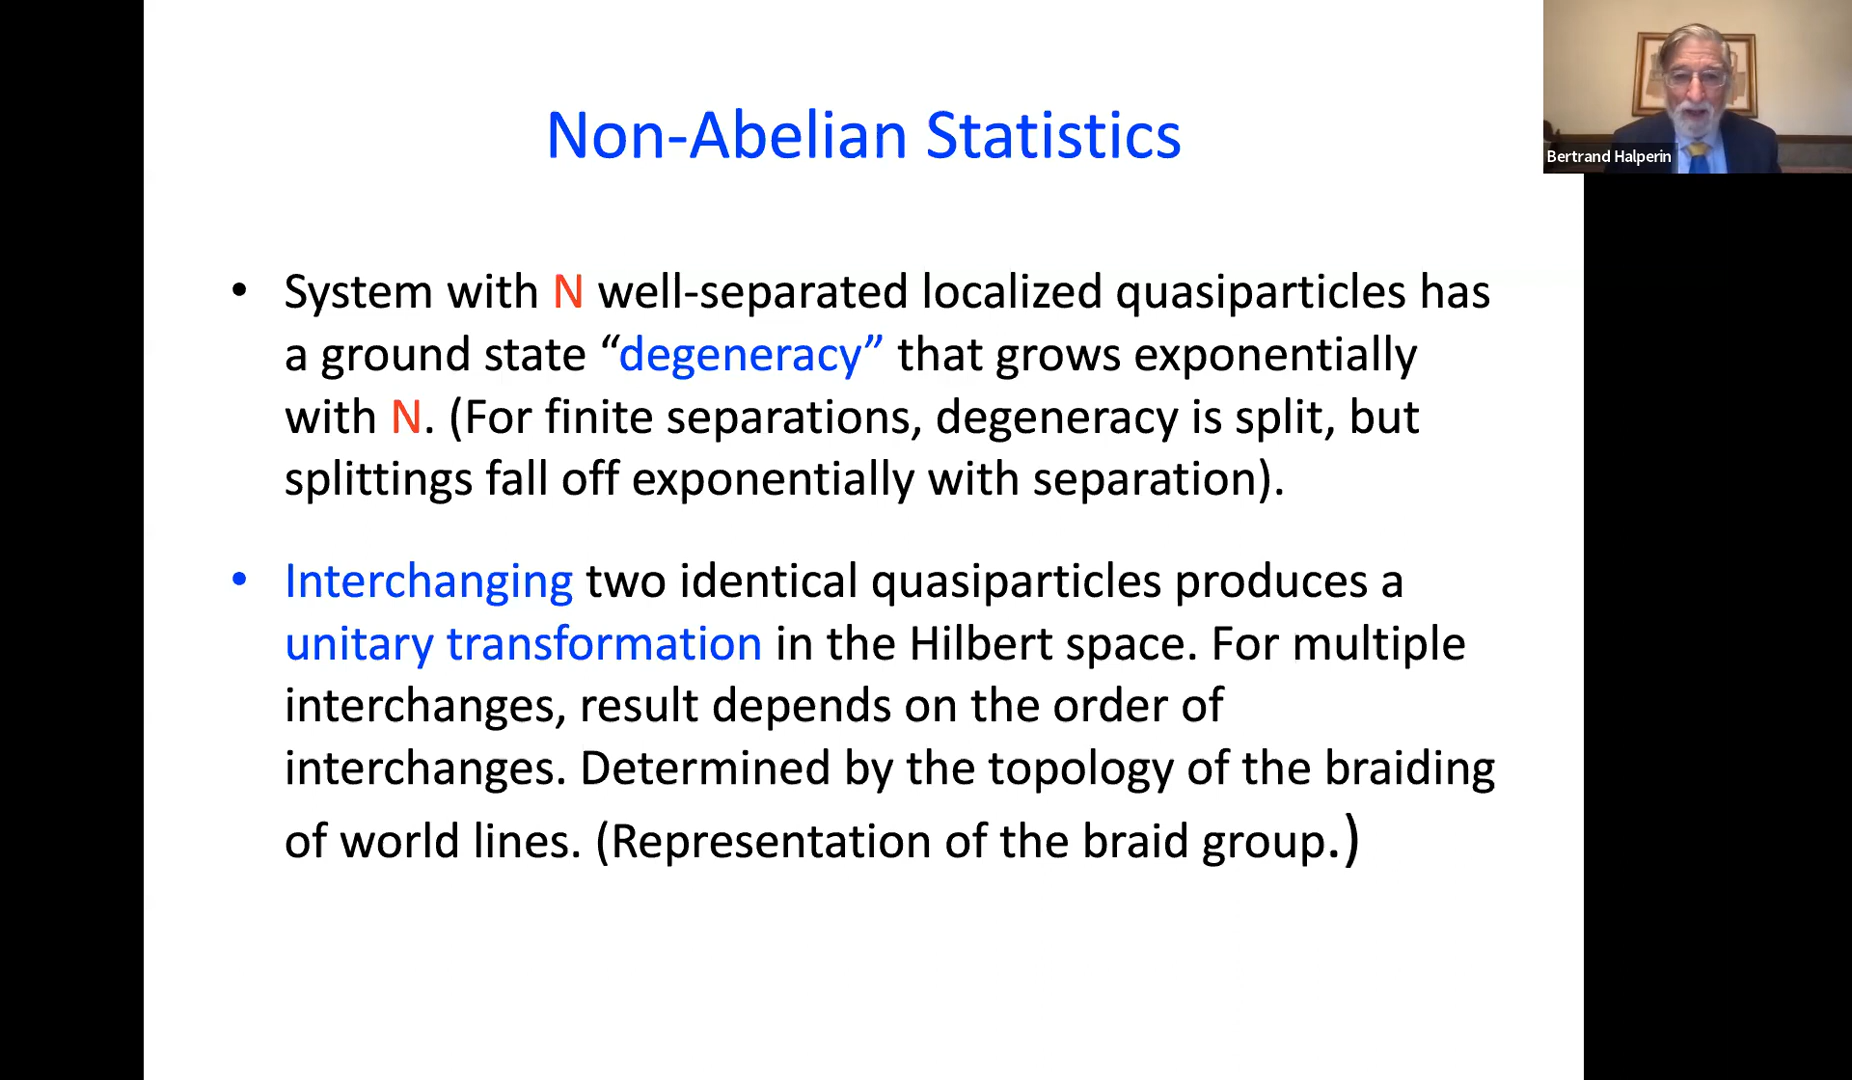 Non-Abelian Statistics
Bertrand Halperin
• System with N well-separated localized quasiparticles has
a ground state “degeneracy” that grows exponentially
with N. (For finite separations, degeneracy is split, but
splittings fall off exponentially with separation).
• Interchanging two identical quasiparticles produces a
unitary transformation in the Hilbert space. For multiple
interchanges, result depends on the order of
interchanges. Determined by the topology of the braiding
of world lines. (Representation of the braid group.)